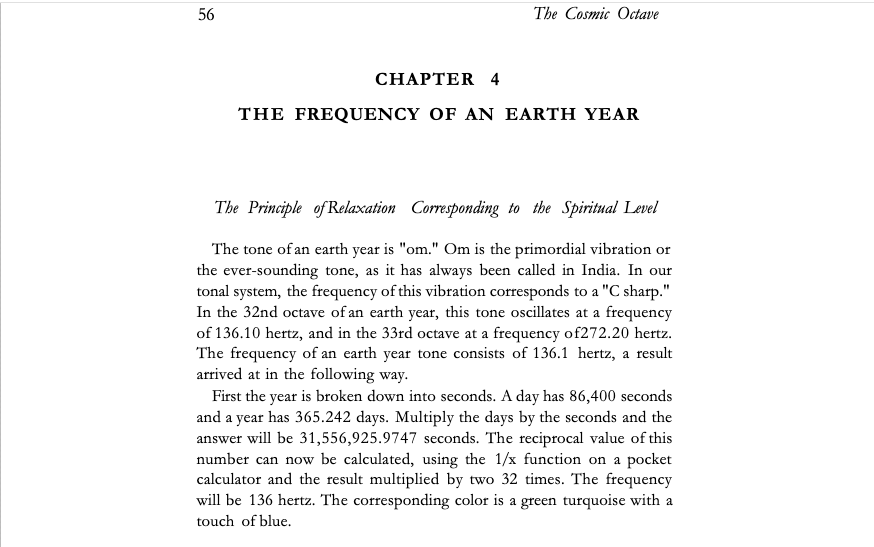 56
The Cosmic Octave
CHAPTER 4
THE FREQUENCY OF AN EARTH YEAR
The Principle of Relaxation Corresponding to the Spiritual Level
The tone of an earth year is "om." Om is the primordial vibration or
the ever-sounding tone, as it has always been called in India. In our
tonal system, the frequency of this vibration corresponds to a "C sharp."
In the 32nd octave of an earth year, this tone oscillates at a frequency
of 136.10 hertz, and in the 33rd octave at a frequency of 272.20 hertz.
The frequency of an earth year tone consists of 136.1 hertz, a result
arrived at in the following way.
First the year is broken down into seconds. A day has 86,400 seconds
and a year has 365.242 days. Multiply the days by the seconds and the
answer will be 31,556,925.9747 seconds. The reciprocal value of this
number can now be calculated, using the 1/x function on a pocket
calculator and the result multiplied by two 32 times. The frequency
will be 136 hertz. The corresponding color is a green turquoise with a
touch of blue.